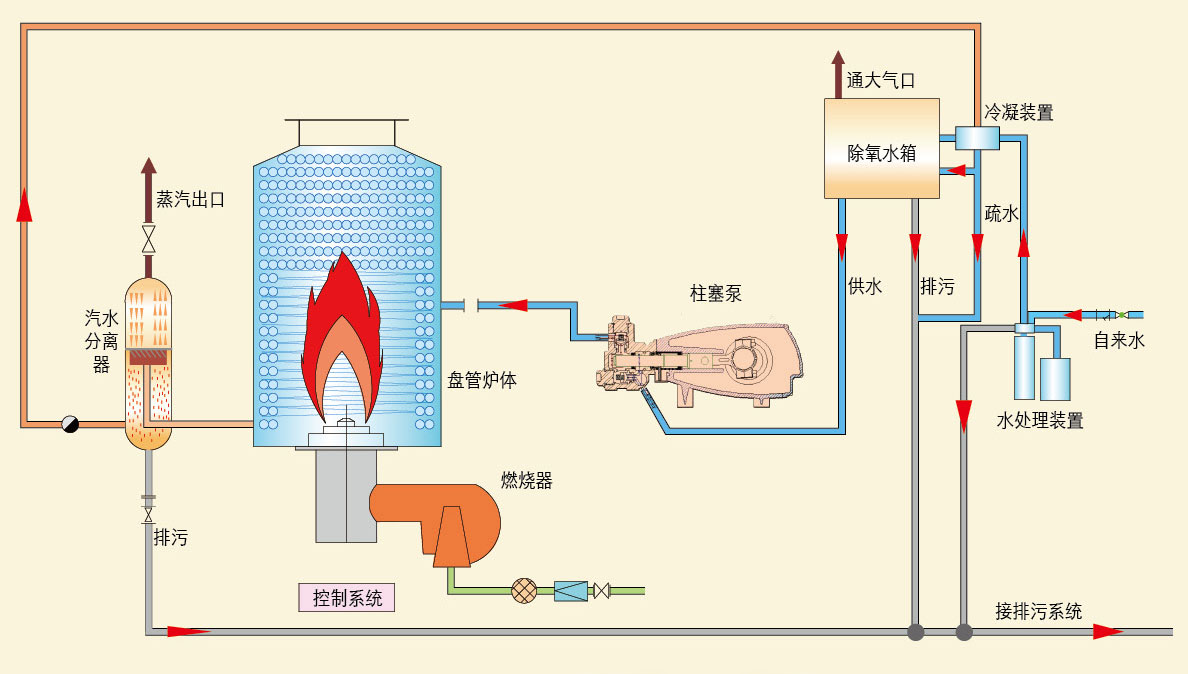 通大气口
冷凝装置
除氧水箱
蒸汽出口
疏水
供水
排污
柱塞泵
汽水
分离
器
自来水
盘管炉体
水处理装置
燃烧器
排污
控制系统
接排污系统